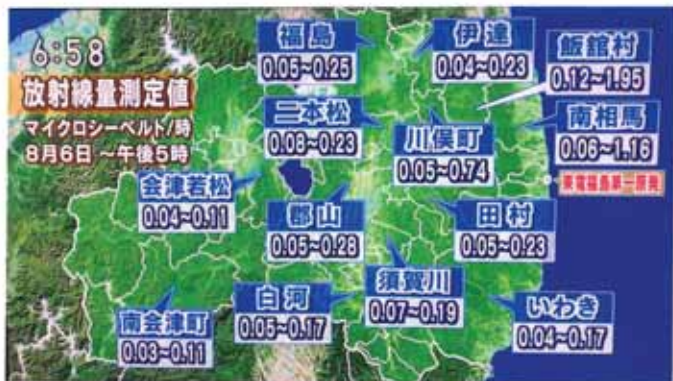 6:58
放射線量測定値
マイクロシーベルト/時
8月6日 ～午後5時
福島
0.05~0.25
伊達
0.04~0.23
飯舘村
0.12~1.95
二本松
0.08~0.23
川俣町
0.05~0.74
南相馬
0.06~1.16
東電福島第一原発
会津若松
0.04~0.11
郡山
0.05~0.28
田村
0.05~0.23
南会津町
0.03~0.11
白河
0.05~0.17
須賀川
0.07~0.19
いわき
0.04~0.17